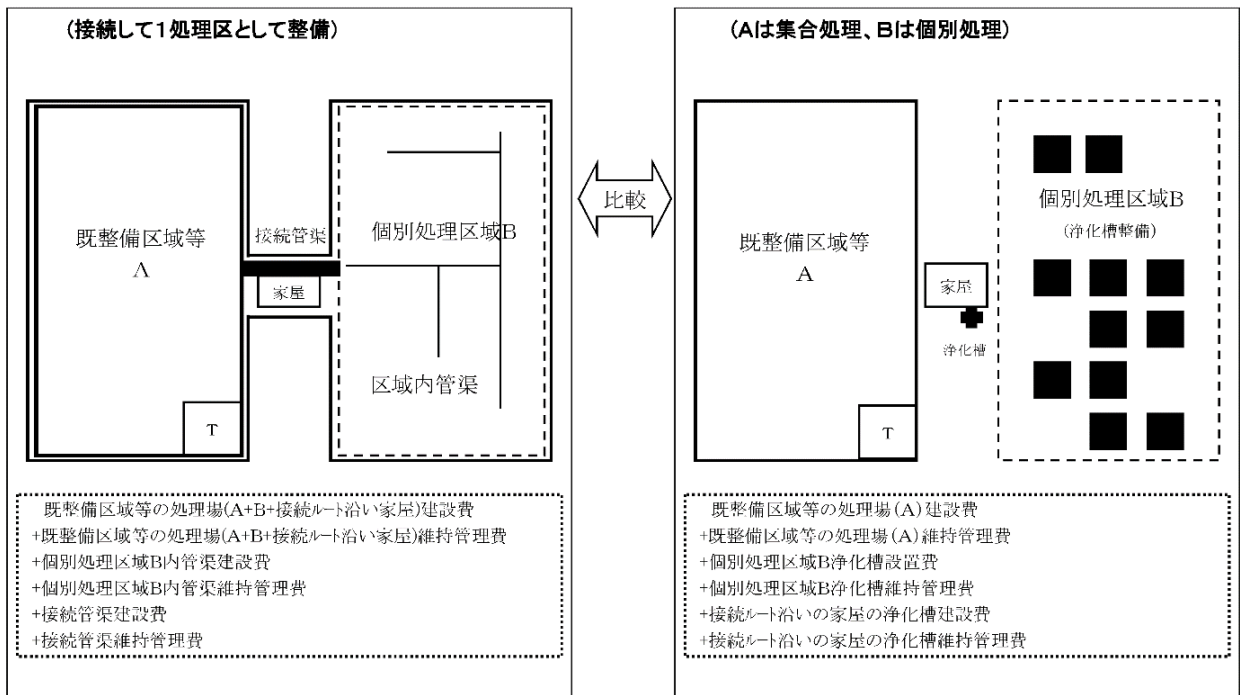 (接続して1処理区として整備)
既整備区域等
A
接続管渠
家屋
個別処理区域B
区域内管渠
T
既整備区域等の処理場(A+B+接続ルート沿い家屋)建設費
+既整備区域等の処理場(A+B+接続ルート沿い家屋)維持管理費
+個別処理区域B内管渠建設費
+個別処理区域B内管渠維持管理費
+接続管渠建設費
+接続管渠維持管理費
比較
(Aは集合処理、Bは個別処理)
既整備区域等
A
家屋
浄化槽
個別処理区域B
(浄化槽整備)
T
既整備区域等の処理場(A)建設費
+既整備区域等の処理場(A)維持管理費
+個別処理区域B浄化槽設置費
+個別処理区域B浄化槽維持管理費
+接続ルート沿いの家屋の浄化槽建設費
+接続ルート沿いの家屋の浄化槽維持管理費